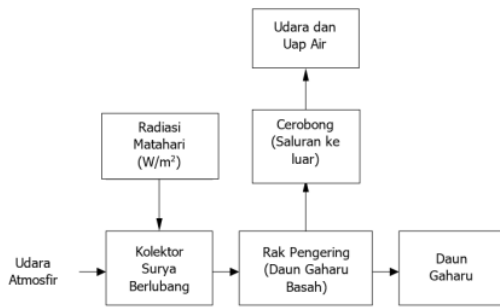 Udara dan
Uap Air
Radiasi
Matahari
(W/m²)
Cerobong
(Saluran ke
luar)
Udara
Atmosfir
Kolektor
Surya
Berlubang
Rak Pengering
(Daun Gaharu
Basah)
Daun
Gaharu